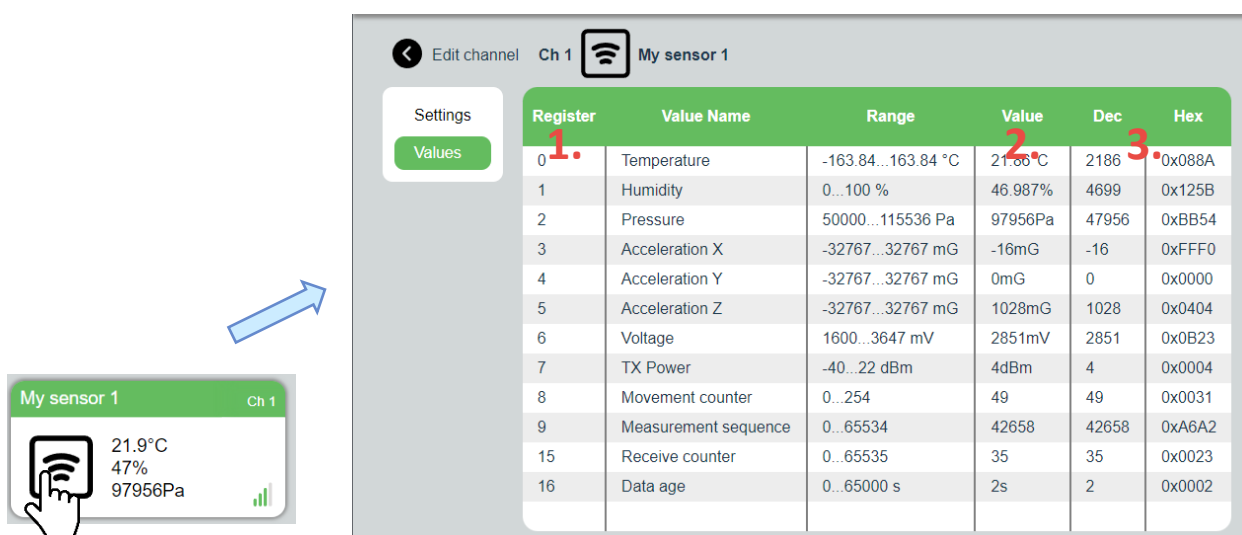 Edit channel Ch 1 My sensor 1
Settings
Values
Register Value Name Range Value Dec Hex
1. 2. 3.
0 Temperature -163.84...163.84 °C 21.86°C 2186 0x088A
1 Humidity 0...100 % 46.987% 4699 0x125B
2 Pressure 50000...115536 Pa 97956Pa 47956 0xBB54
3 Acceleration X -32767...32767 mG -16mG -16 0xFFF0
4 Acceleration Y -32767...32767 mG 0mG 0 0x0000
5 Acceleration Z -32767...32767 mG 1028mG 1028 0x0404
6 Voltage 1600...3647 mV 2851mV 2851 0x0B23
7 TX Power -40...22 dBm 4dBm 4 0x0004
8 Movement counter 0...254 49 49 0x0031
9 Measurement sequence 0...65534 42658 42658 0xA6A2
15 Receive counter 0...65535 35 35 0x0023
16 Data age 0...65000 s 2s 2 0x0002
My sensor 1 Ch 1
21.9°C
47%
97956Pa